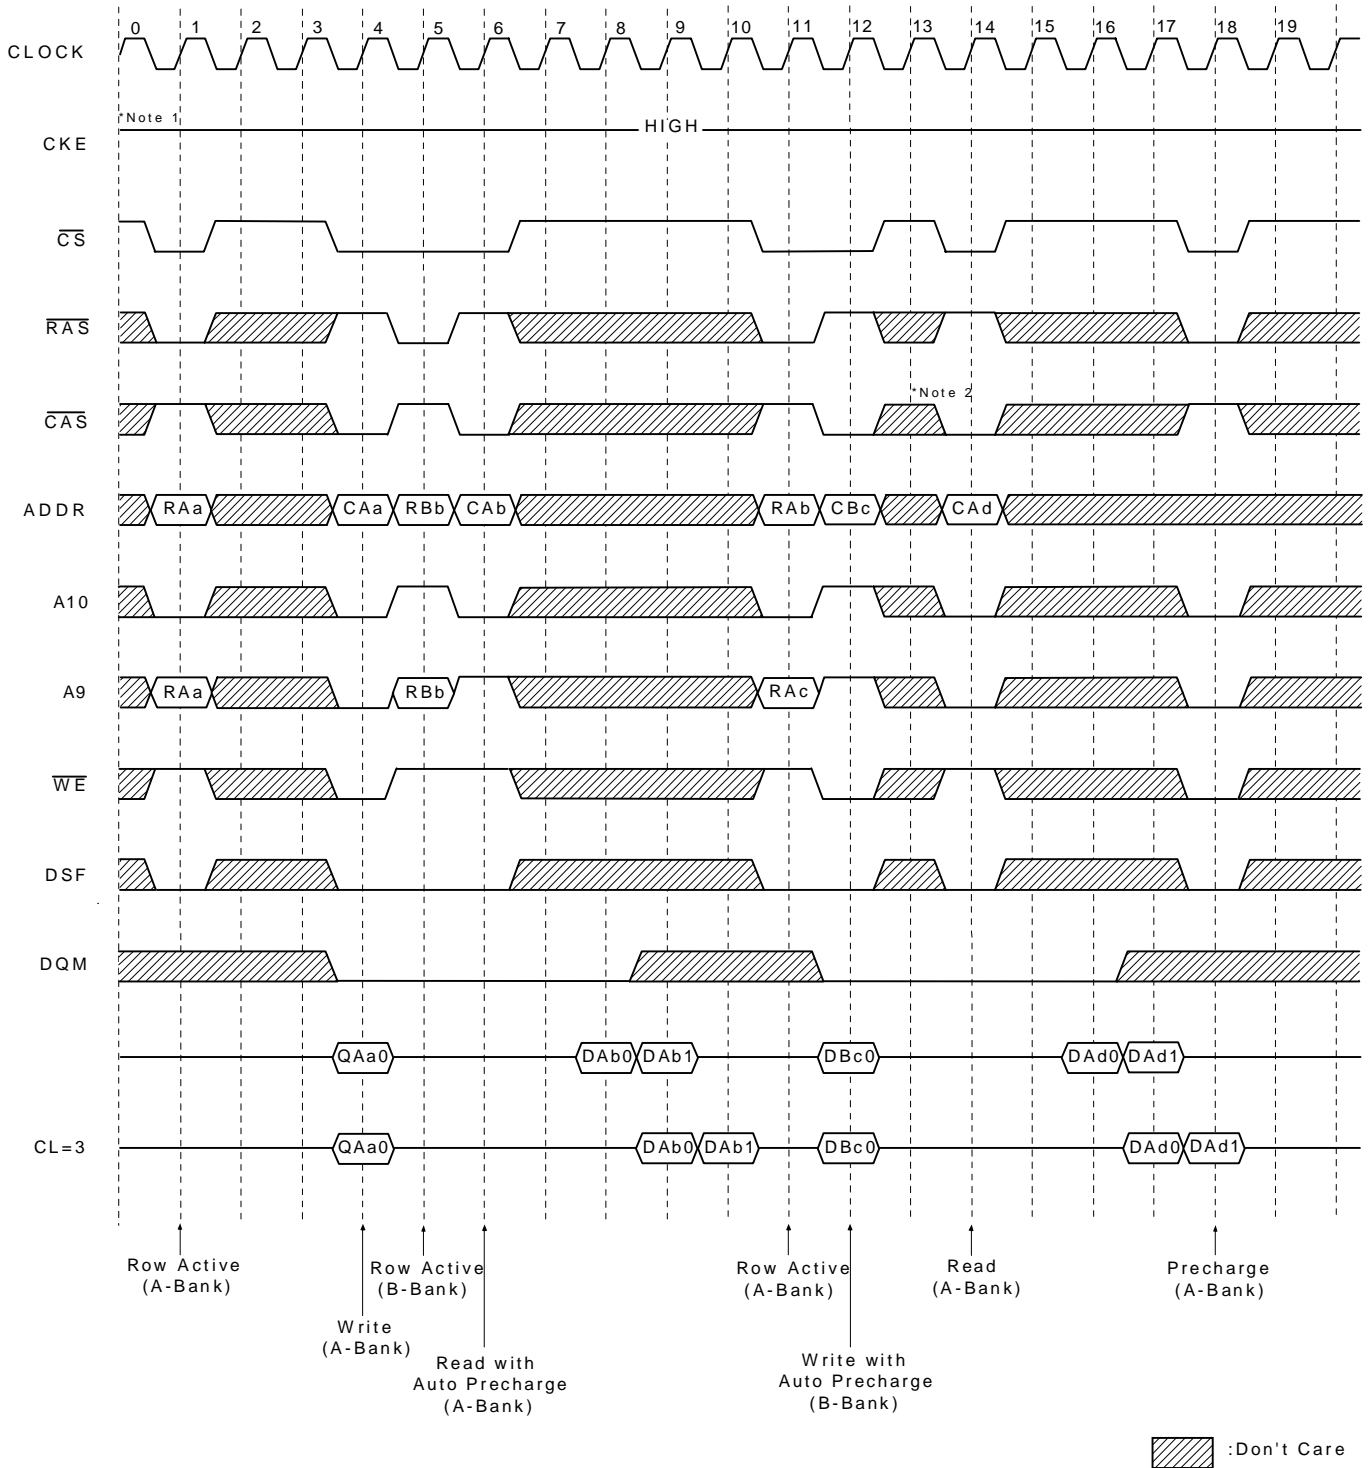 0 1 2 3 4 5 6 7 8 9 10 11 12 13 14 15 16 17 18 19
CLOCK
*Note 1
HIGH
CKE
CS
RAS
*Note 2
CAS
ADDR RAa CAa RBb CAb RAb CBc CAd
A10
A9 RAa RBb RAc
WE
DSF
DQM
QAa0 DAb0 DAb1 DBc0 DAd0 DAd1
CL=3 QAa0 DAb0 DAb1 DBc0 DAd0 DAd1
Row Active
(A-Bank)
Write
(A-Bank)
Row Active
(B-Bank)
Read with
Auto Precharge
(A-Bank)
Row Active
(A-Bank)
Write with
Auto Precharge
(B-Bank)
Read
(A-Bank)
Precharge
(A-Bank)
:Don't Care